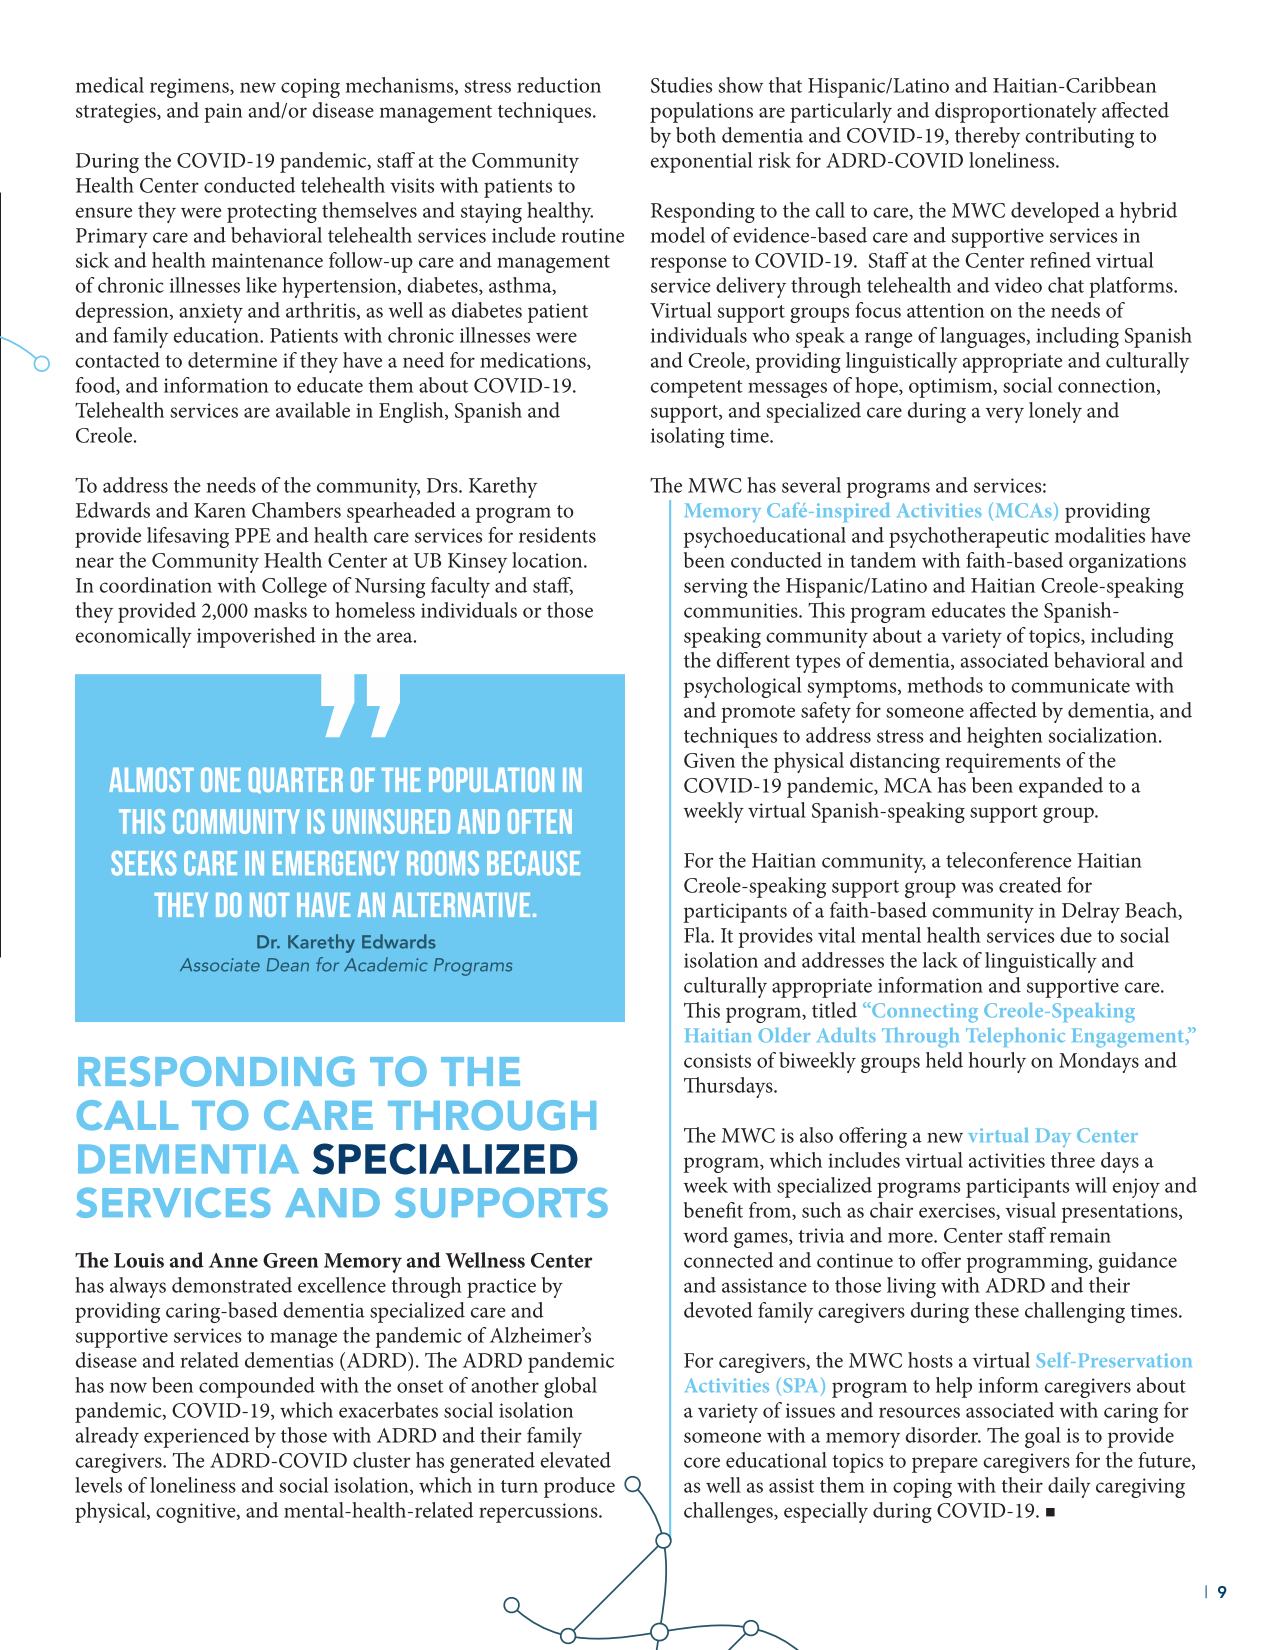 medical regimens, new coping mechanisms, stress reduction
strategies, and pain and/or disease management techniques.
During the COVID-19 pandemic, staff at the Community
Health Center conducted telehealth visits with patients to
ensure they were protecting themselves and staying healthy.
Primary care and behavioral telehealth services include routine
sick and health maintenance follow-up care and management
of chronic illnesses like hypertension, diabetes, asthma,
depression, anxiety and arthritis, as well as diabetes patient
and family education. Patients with chronic illnesses were
contacted to determine if they have a need for medications,
food, and information to educate them about COVID-19.
Telehealth services are available in English, Spanish and
Creole.
To address the needs of the community, Drs. Karethy
Edwards and Karen Chambers spearheaded a program to
provide lifesaving PPE and health care services for residents
near the Community Health Center at UB Kinsey location.
In coordination with College of Nursing faculty and staff,
they provided 2,000 masks to homeless individuals or those
economically impoverished in the area.
”
ALMOST ONE QUARTER OF THE POPULATION IN
THIS COMMUNITY IS UNINSURED AND OFTEN
SEEKS CARE IN EMERGENCY ROOMS BECAUSE
THEY DO NOT HAVE AN ALTERNATIVE.
Dr. Karethy Edwards
Associate Dean for Academic Programs
RESPONDING TO THE
CALL TO CARE THROUGH
DEMENTIA SPECIALIZED
SERVICES AND SUPPORTS
The Louis and Anne Green Memory and Wellness Center
has always demonstrated excellence through practice by
providing caring-based dementia specialized care and
supportive services to manage the pandemic of Alzheimer’s
disease and related dementias (ADRD). The ADRD pandemic
has now been compounded with the onset of another global
pandemic, COVID-19, which exacerbates social isolation
already experienced by those with ADRD and their family
caregivers. The ADRD-COVID cluster has generated elevated
levels of loneliness and social isolation, which in turn produce
physical, cognitive, and mental-health-related repercussions.
Studies show that Hispanic/Latino and Haitian-Caribbean
populations are particularly and disproportionately affected
by both dementia and COVID-19, thereby contributing to
exponential risk for ADRD-COVID loneliness.
Responding to the call to care, the MWC developed a hybrid
model of evidence-based care and supportive services in
response to COVID-19.  Staff at the Center refined virtual
service delivery through telehealth and video chat platforms.
Virtual support groups focus attention on the needs of
individuals who speak a range of languages, including Spanish
and Creole, providing linguistically appropriate and culturally
competent messages of hope, optimism, social connection,
support, and specialized care during a very lonely and
isolating time.
The MWC has several programs and services:
Memory Café-inspired Activities (MCAs) providing
psychoeducational and psychotherapeutic modalities have
been conducted in tandem with faith-based organizations
serving the Hispanic/Latino and Haitian Creole-speaking
communities. This program educates the Spanish-
speaking community about a variety of topics, including
the different types of dementia, associated behavioral and
psychological symptoms, methods to communicate with
and promote safety for someone affected by dementia, and
techniques to address stress and heighten socialization.
Given the physical distancing requirements of the
COVID-19 pandemic, MCA has been expanded to a
weekly virtual Spanish-speaking support group.
For the Haitian community, a teleconference Haitian
Creole-speaking support group was created for
participants of a faith-based community in Delray Beach,
Fla. It provides vital mental health services due to social
isolation and addresses the lack of linguistically and
culturally appropriate information and supportive care.
This program, titled “Connecting Creole-Speaking
Haitian Older Adults Through Telephonic Engagement,”
consists of biweekly groups held hourly on Mondays and
Thursdays.
The MWC is also offering a new virtual Day Center
program, which includes virtual activities three days a
week with specialized programs participants will enjoy and
benefit from, such as chair exercises, visual presentations,
word games, trivia and more. Center staff remain
connected and continue to offer programming, guidance
and assistance to those living with ADRD and their
devoted family caregivers during these challenging times.
For caregivers, the MWC hosts a virtual Self-Preservation
Activities (SPA) program to help inform caregivers about
a variety of issues and resources associated with caring for
someone with a memory disorder. The goal is to provide
core educational topics to prepare caregivers for the future,
as well as assist them in coping with their daily caregiving
challenges, especially during COVID-19. ■
| 9